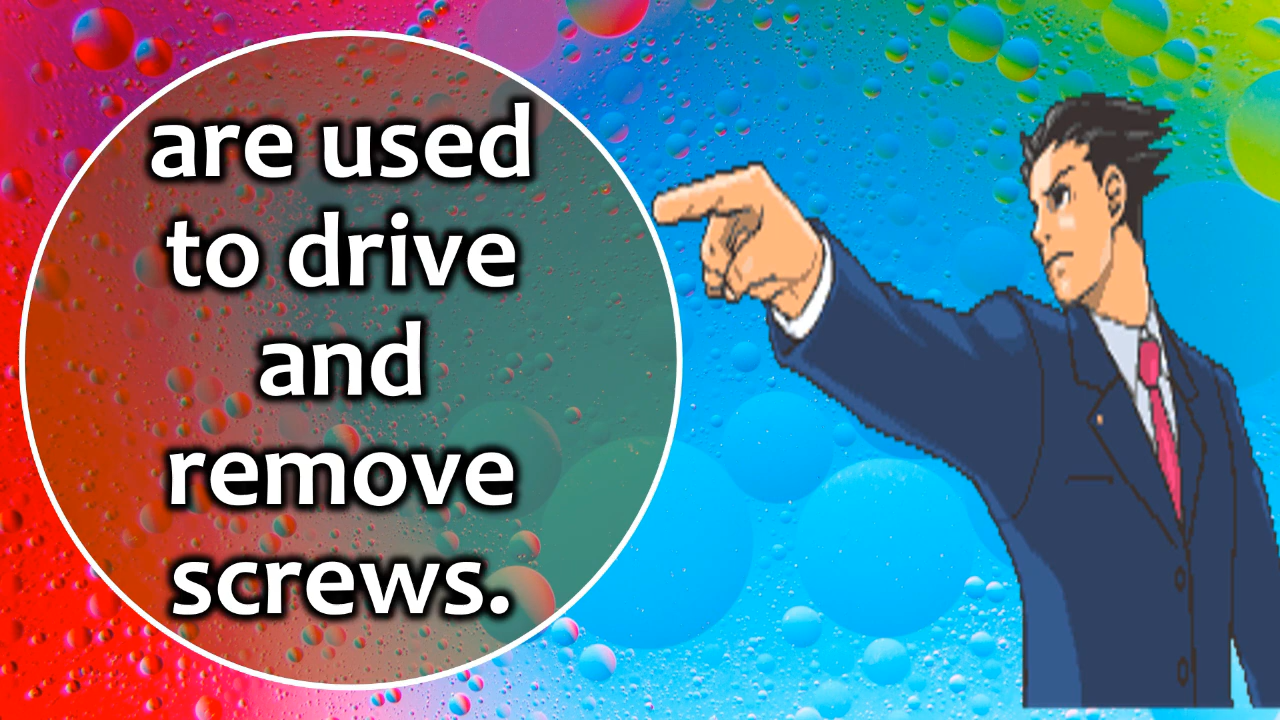 are used
to drive
and
remove
screws.